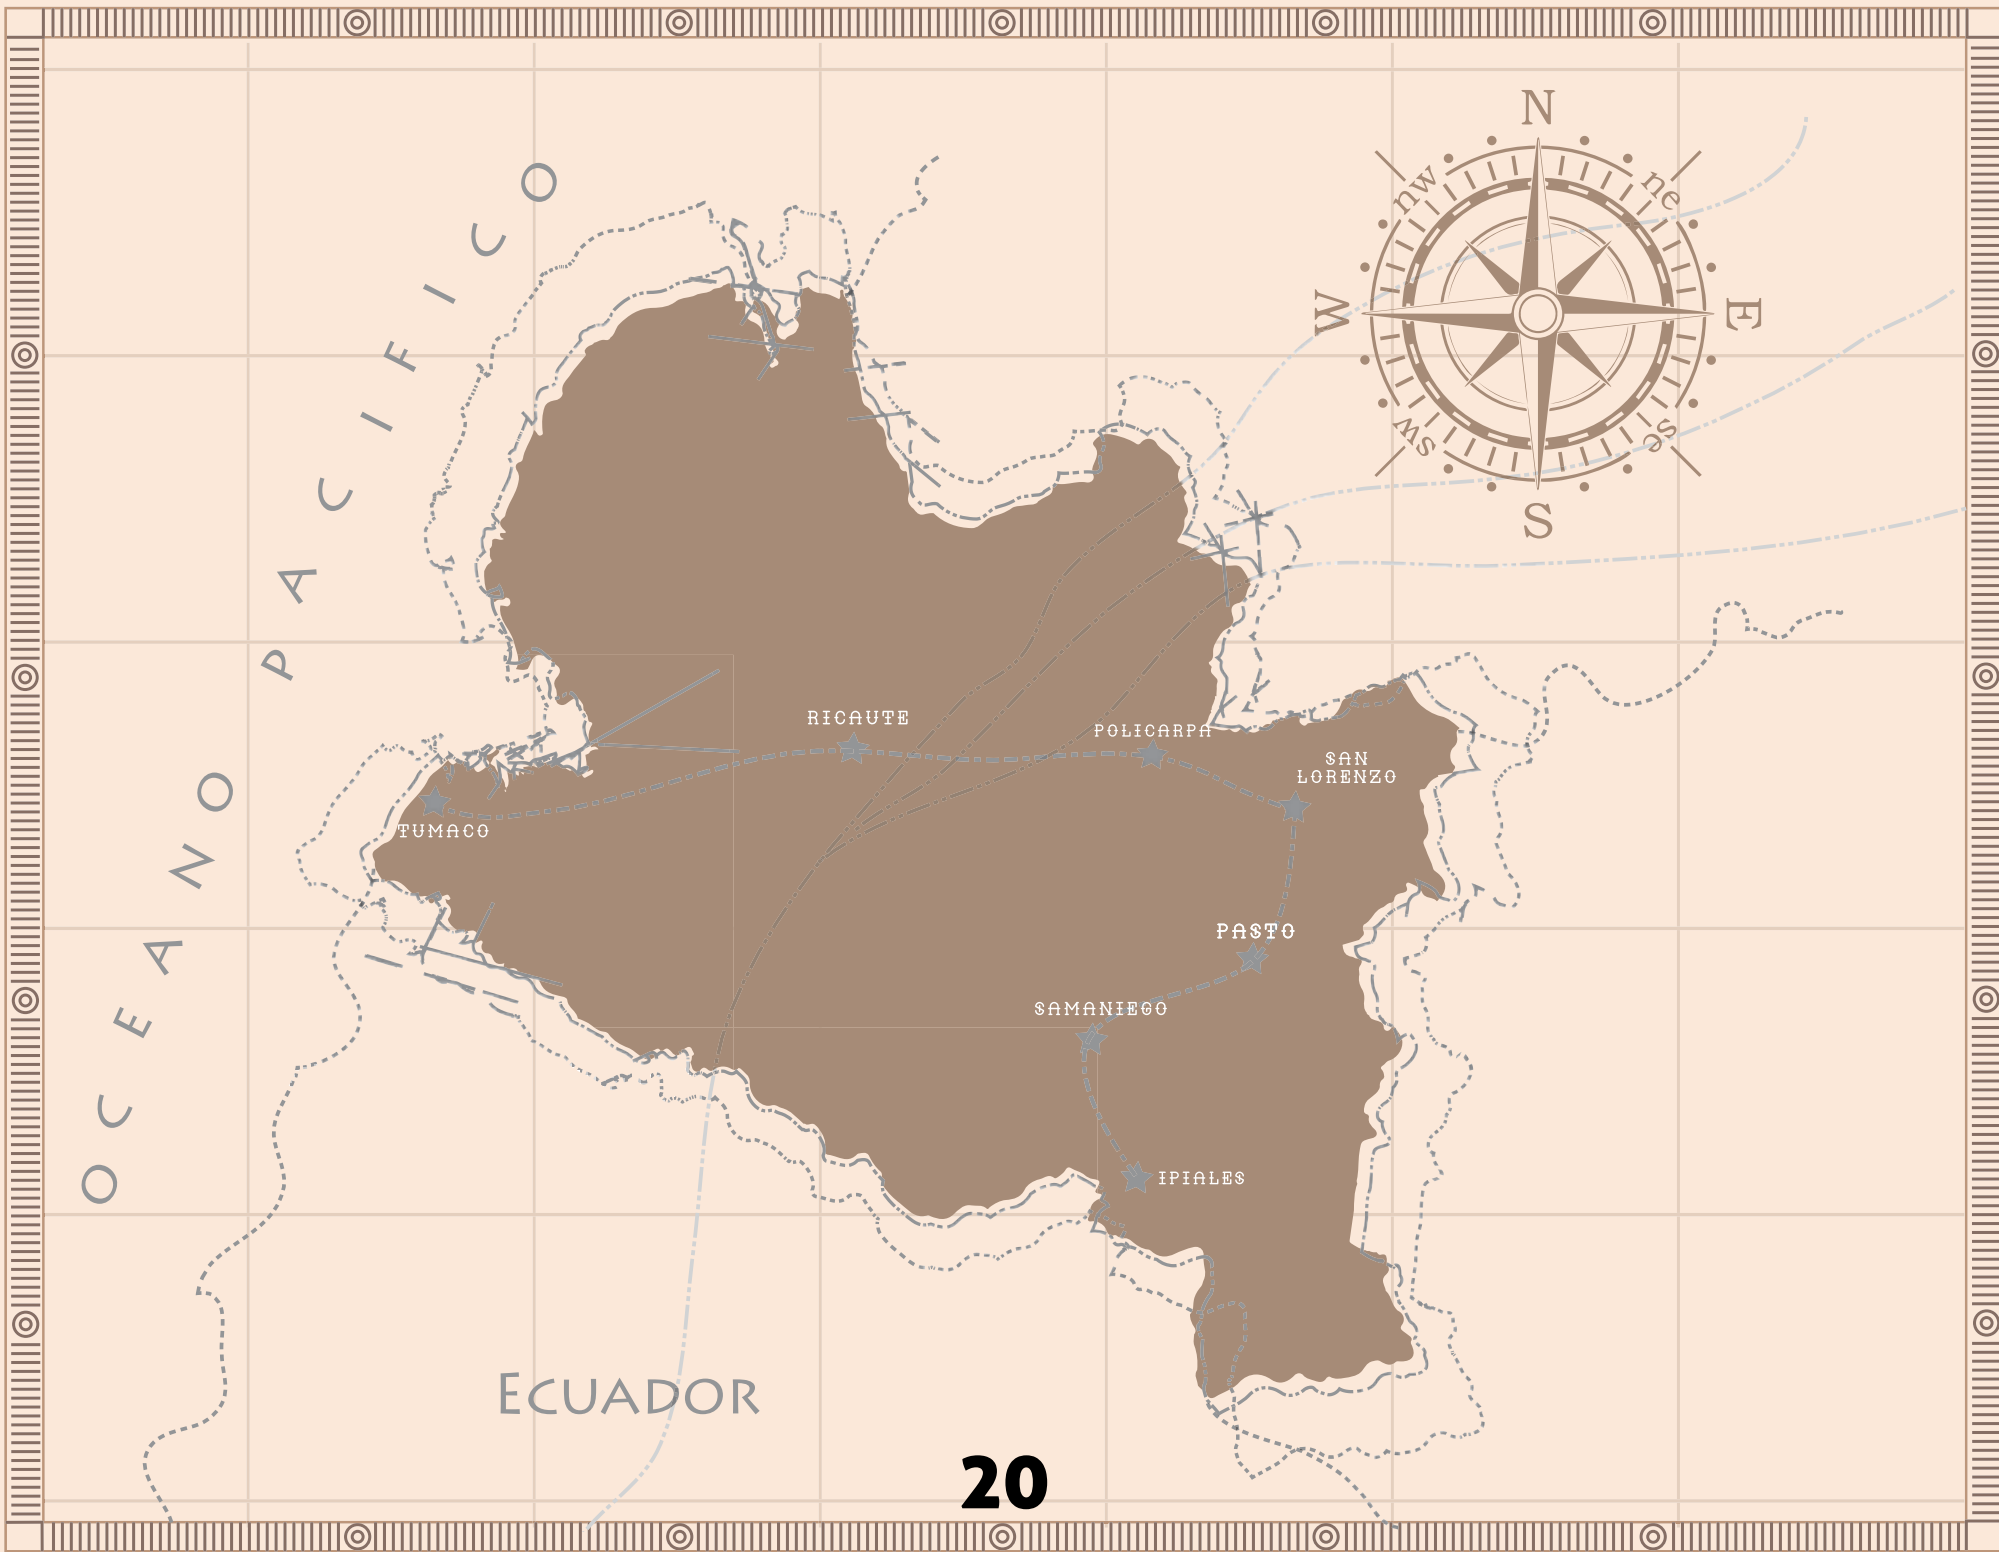 N
nw
ne
W
E
sw
se
S
OCEANO PACIFICO
RICAUTE
POLICARPA
SAN
LORENZO
TUMACO
PASTO
SAMANIEGO
IPIALES
ECUADOR
20